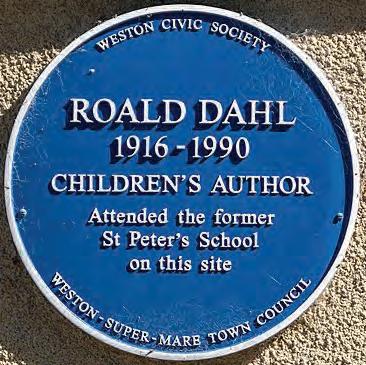 WESTON CIVIC SOCIETY
ROALD DAHL
1916-1990
CHILDREN'S AUTHOR
Attended the former
St Peter's School
on this site
WESTON-SUPER-MARE TOWN COUNCIL